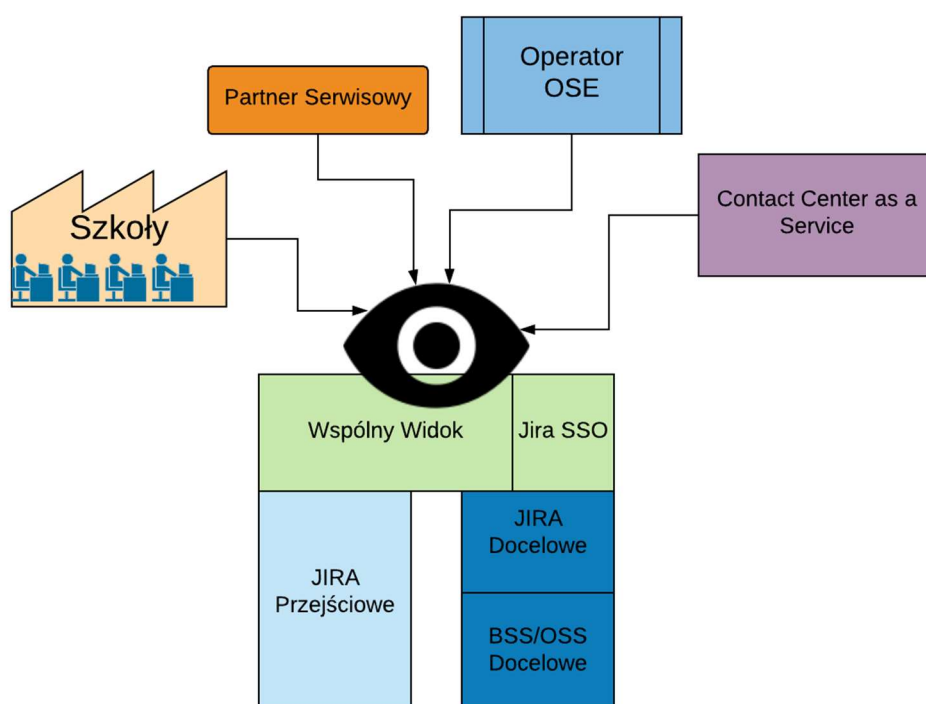 Operator
OSE
Partner Serwisowy
Contact Center as a
Service
Szkoły
Wspólny Widok
Jira SSO
JIRA
Docelowe
JIRA
Przejściowe
BSS/OSS
Docelowe